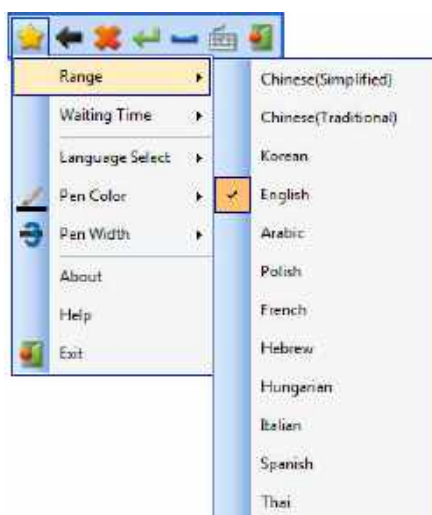 Range
Waiting Time
Language Select
Pen Color
Pen Width
About
Help
Exit
Chinese(Simplified)
Chinese(Traditional)
Korean
English
Arabic
Polish
French
Hebrew
Hungarian
Italian
Spanish
Thai